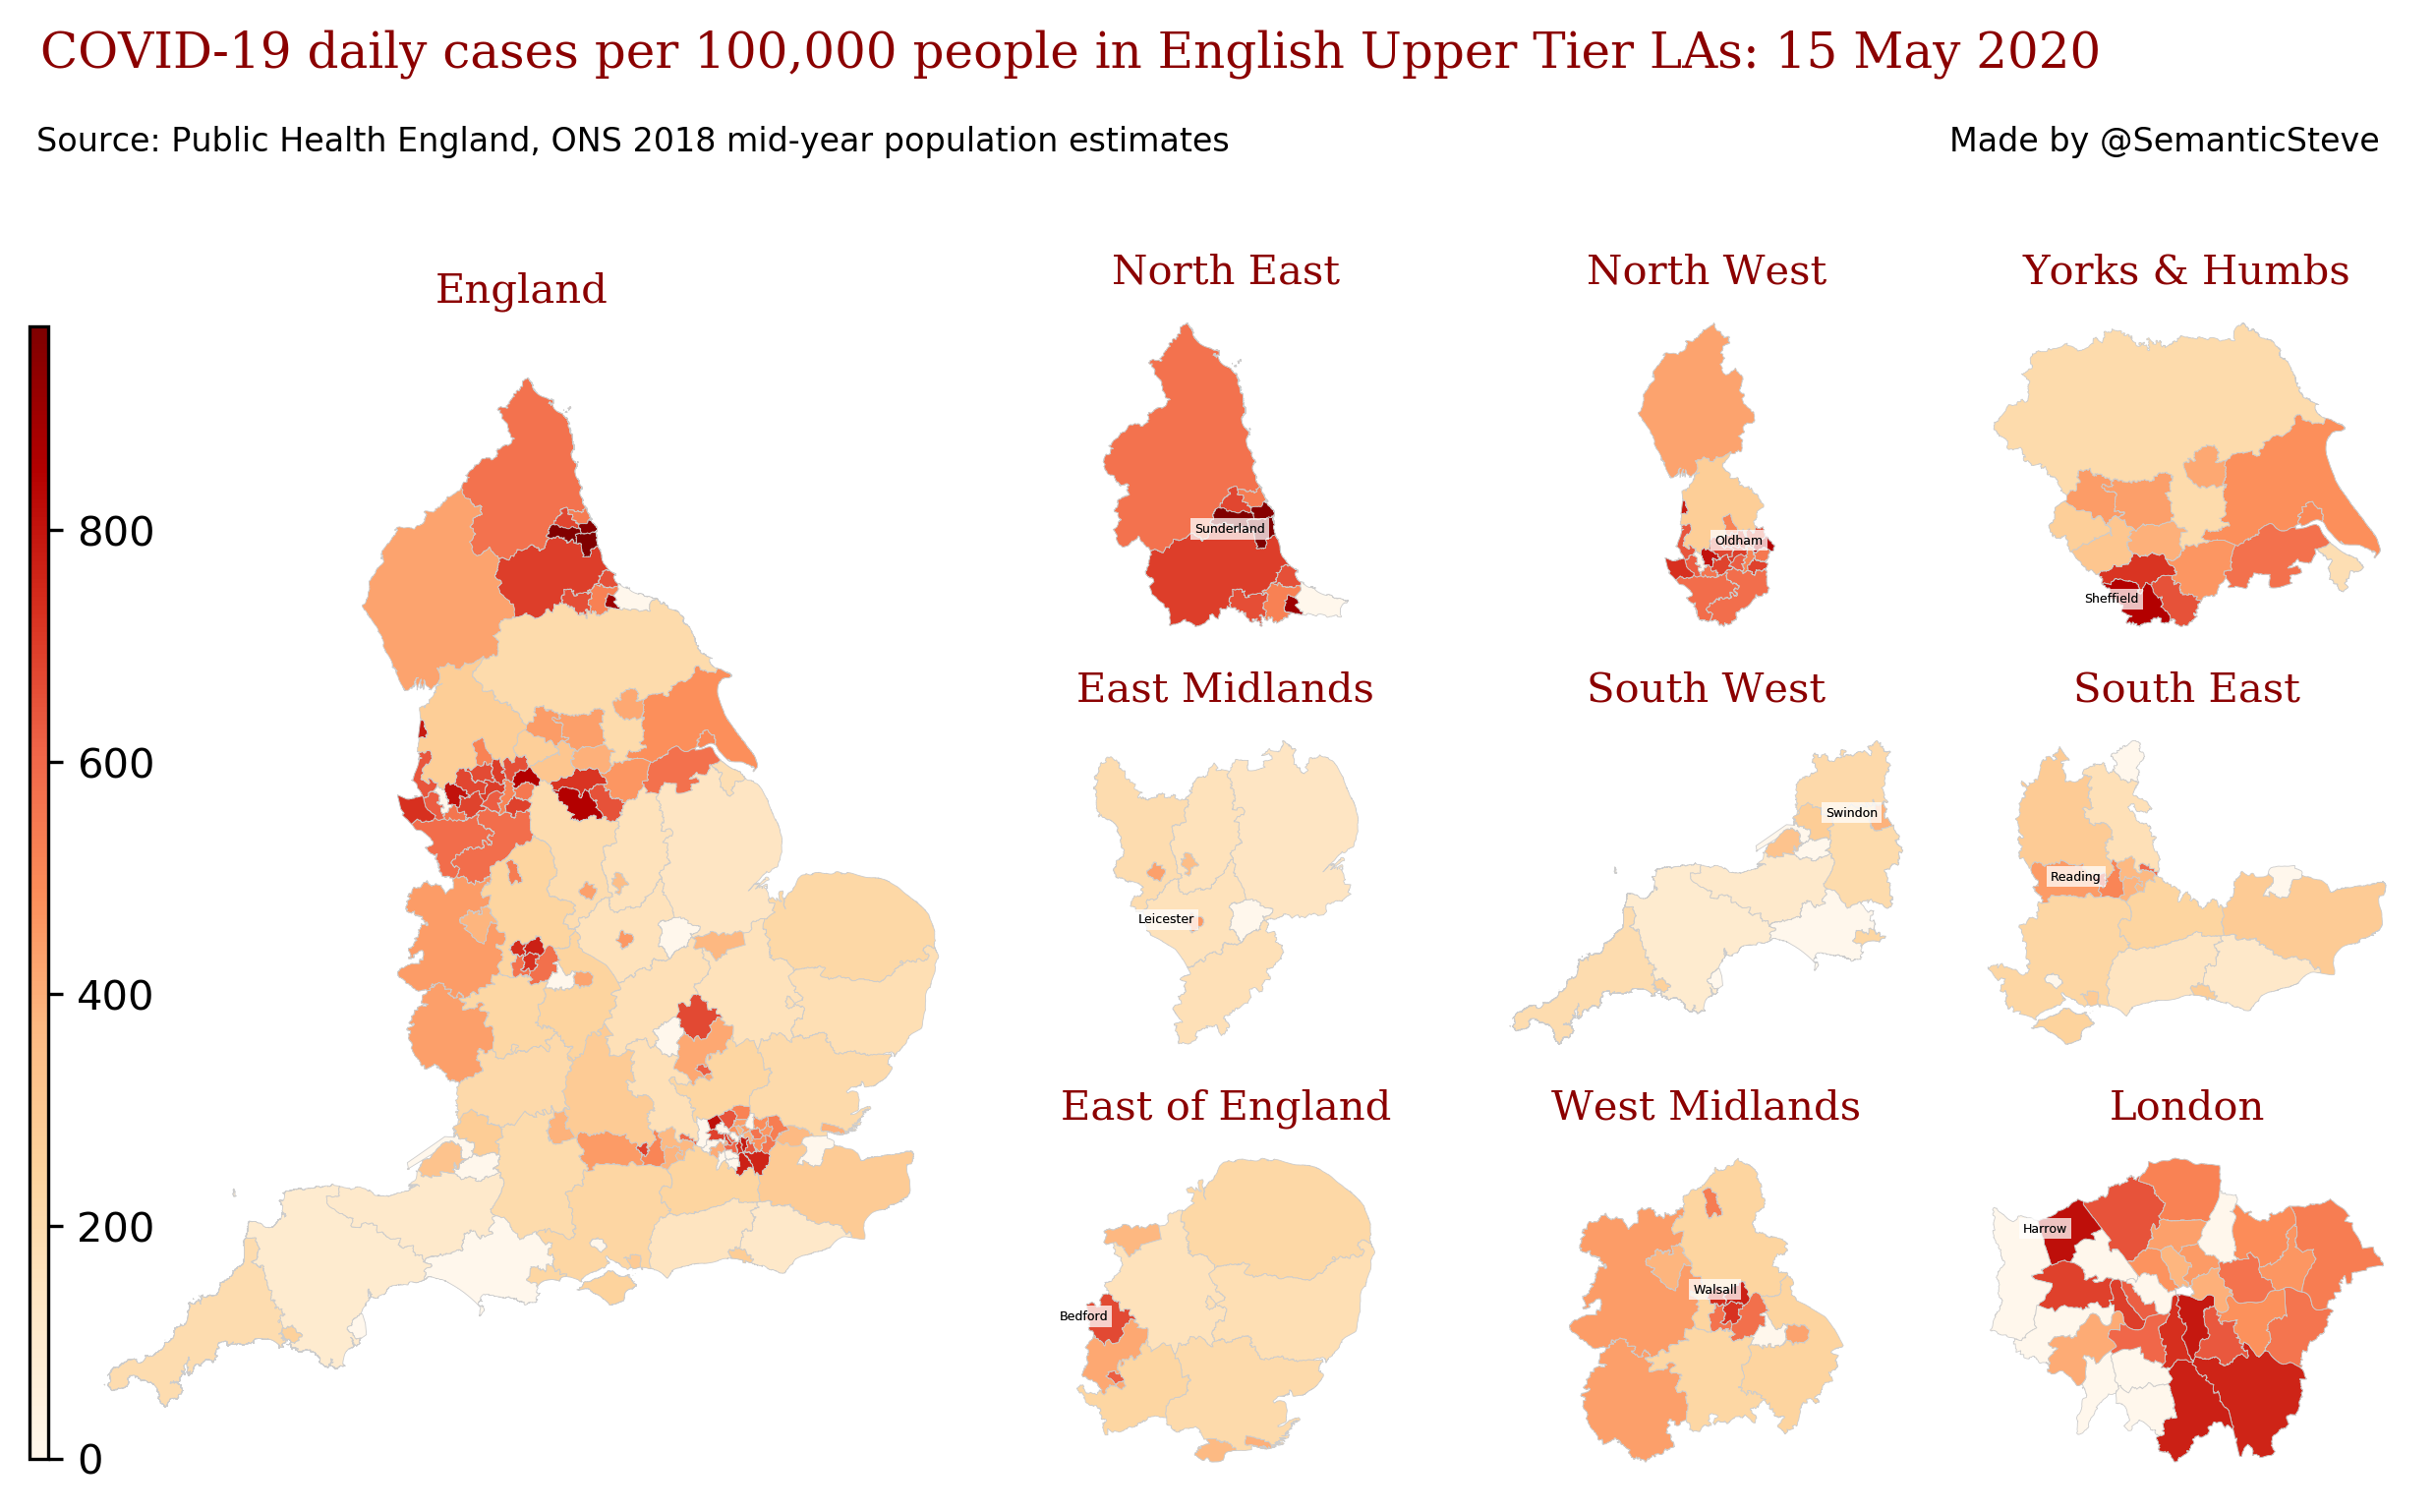 COVID-19 daily cases per 100,000 people in English Upper Tier LAs: 15 May 2020
Source: Public Health England, ONS 2018 mid-year population estimates
Made by @SemanticSteve
England
800
600
400
200
0
North East
Sunderland
North West
Oldham
Yorks & Humbs
Sheffield
East Midlands
Leicester
South West
Swindon
South East
Reading
East of England
Bedford
West Midlands
Walsall
London
Harrow